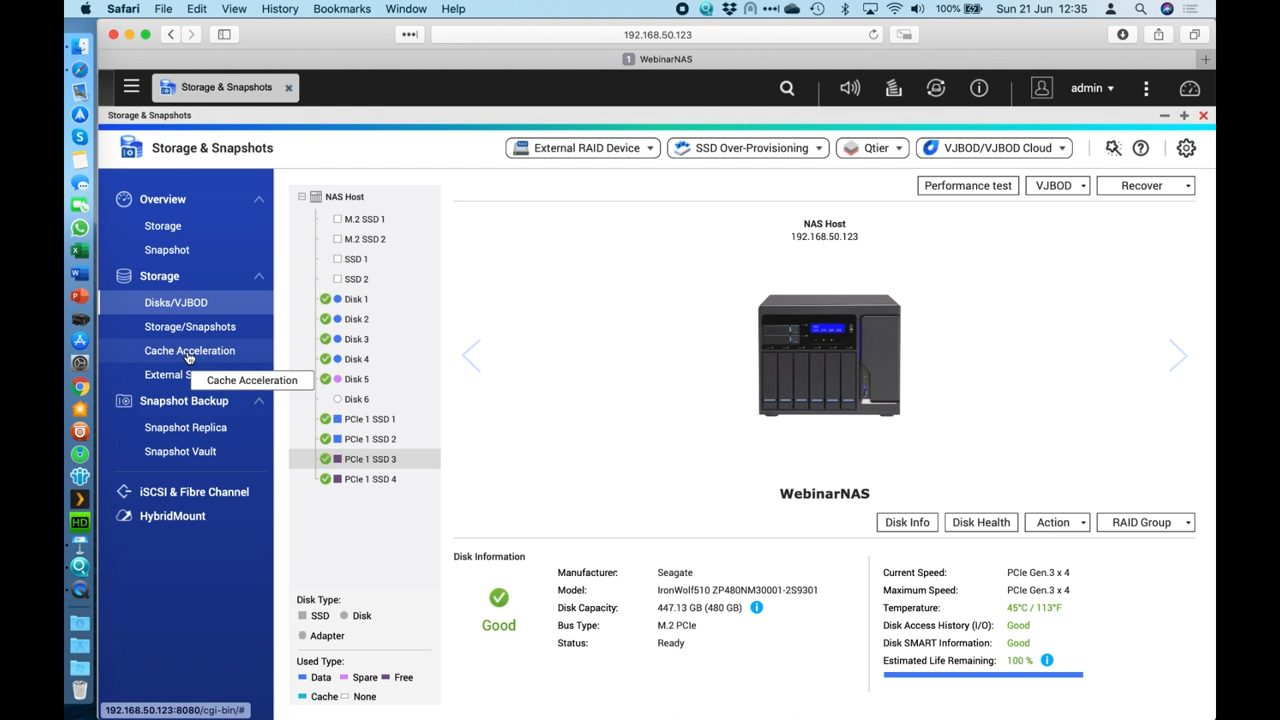 Safari File Edit View History Bookmarks Window Help 100% Sun 21 Jun 12:35
192.168.50.123
1 WebinarNAS
Storage & Snapshots
admin
Storage & Snapshots
Storage & Snapshots
External RAID Device
SSD Over-Provisioning
Qtier
VJBOD/VJBOD Cloud
Performance test
VJBOD
Recover
Overview
Storage
Snapshot
Storage
Disks/VJBOD
Storage/Snapshots
Cache Acceleration
External S
Cache Acceleration
Snapshot Backup
Snapshot Replica
Snapshot Vault
iSCSI & Fibre Channel
HybridMount
NAS Host
M.2 SSD 1
M.2 SSD 2
SSD 1
SSD 2
Disk 1
Disk 2
Disk 3
Disk 4
Disk 5
Disk 6
PCIe 1 SSD 1
PCIe 1 SSD 2
PCIe 1 SSD 3
PCIe 1 SSD 4
Disk Type:
SSD Disk
Adapter
Used Type:
Data Spare Free
Cache None
NAS Host
192.168.50.123
WebinarNAS
Disk Info
Disk Health
Action
RAID Group
Disk Information
Good
Manufacturer: Seagate
Model: IronWolf510 ZP480NM30001-2S9301
Disk Capacity: 447.13 GB (480 GB)
Bus Type: M.2 PCIe
Status: Ready
Current Speed: PCIe Gen.3 x 4
Maximum Speed: PCIe Gen.3 x 4
Temperature: 45°C / 113°F
Disk Access History (I/O): Good
Disk SMART Information: Good
Estimated Life Remaining: 100 %
HD
192.168.50.123:8080/cgi-bin/#